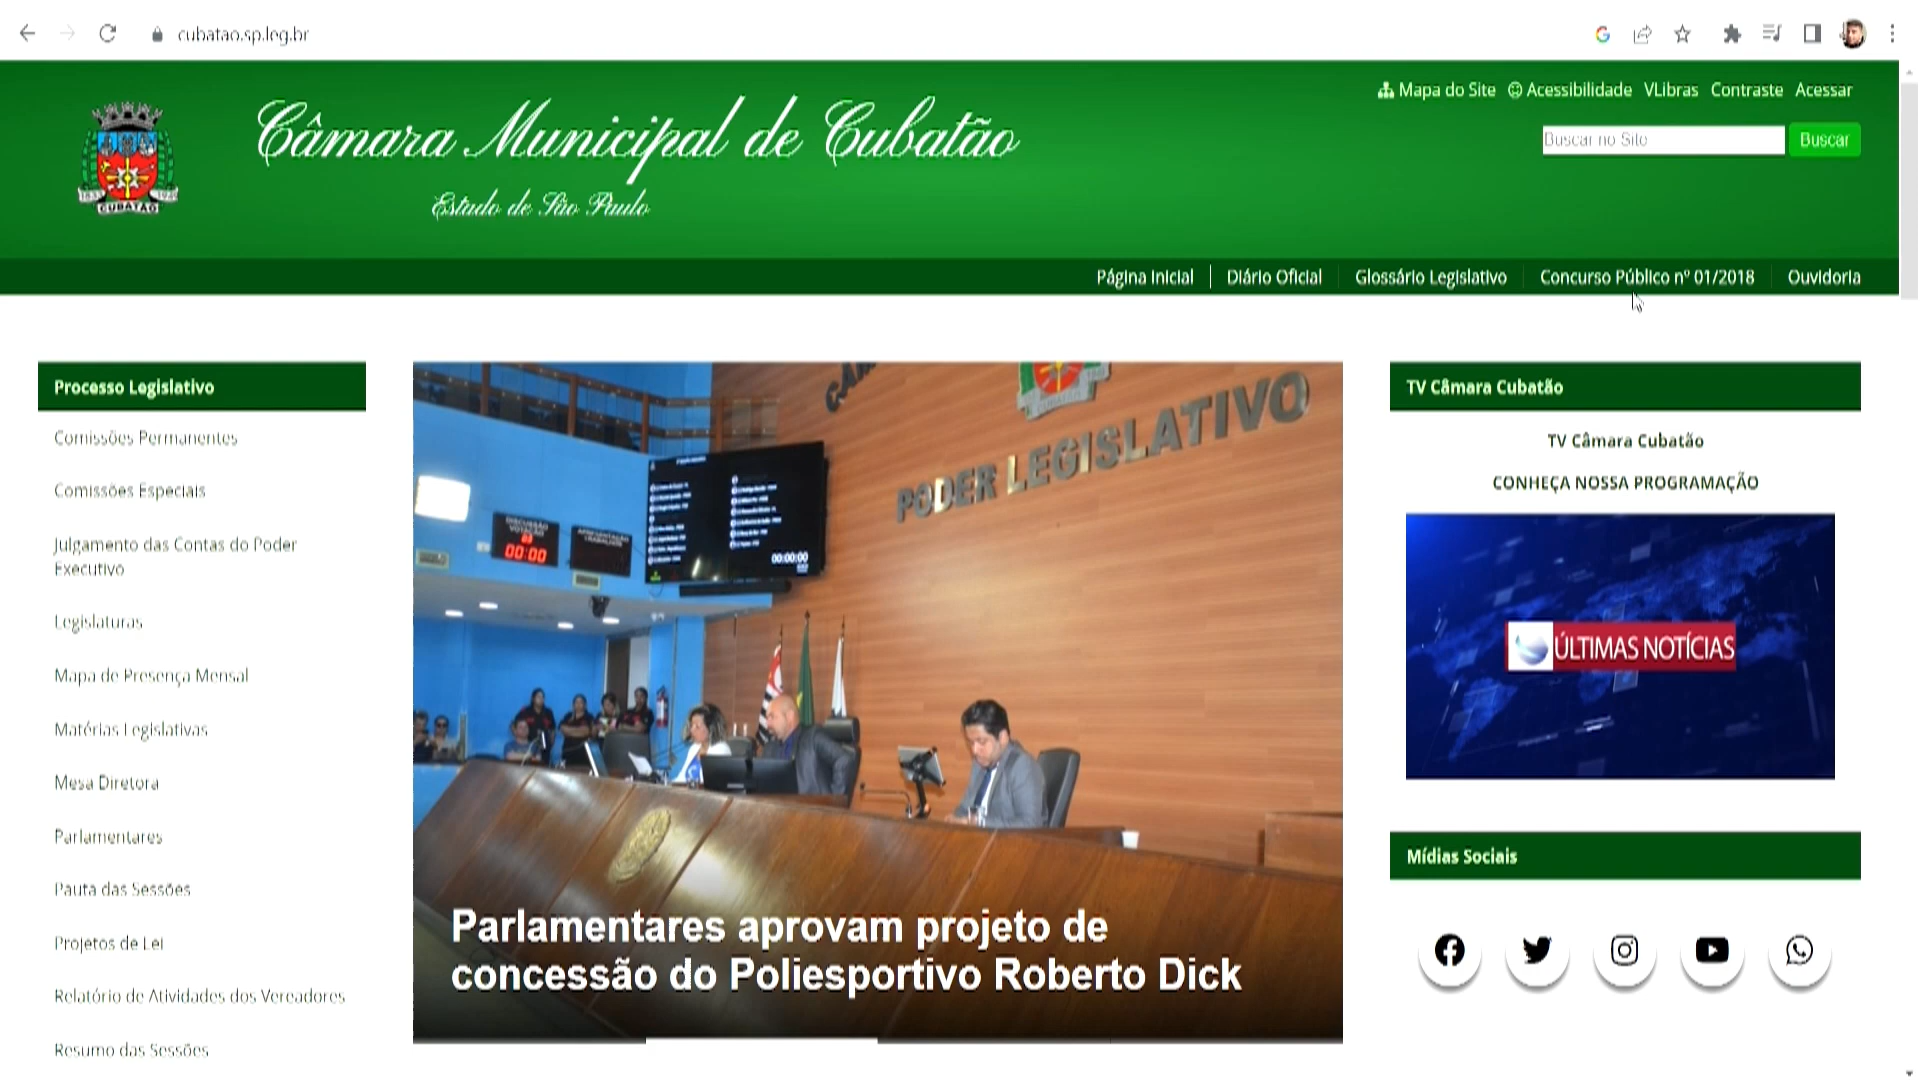 cubatao.sp.leg.br
Mapa do Site Acessibilidade VLibras Contraste Acessar
Câmara Municipal de Cubatão
Estado de São Paulo
Buscar no Site Buscar
CUBATÃO
Página Inicial Diário Oficial Glossário Legislativo Concurso Público nº 01/2018 Ouvidoria
Processo Legislativo
Comissões Permanentes
Comissões Especiais
Julgamento das Contas do Poder
Executivo
Legislaturas
Mapa de Presença Mensal
Matérias Legislativas
Mesa Diretora
Parlamentares
Pauta das Sessões
Projetos de Lei
Relatório de Atividades dos Vereadores
Resumo das Sessões
PODER LEGISLATIVO
DISCUSSÃO
VOTAÇÃO
00:00
00:00:00
Parlamentares aprovam projeto de
concessão do Poliesportivo Roberto Dick
TV Câmara Cubatão
TV Câmara Cubatão
CONHEÇA NOSSA PROGRAMAÇÃO
ÚLTIMAS NOTÍCIAS
Mídias Sociais